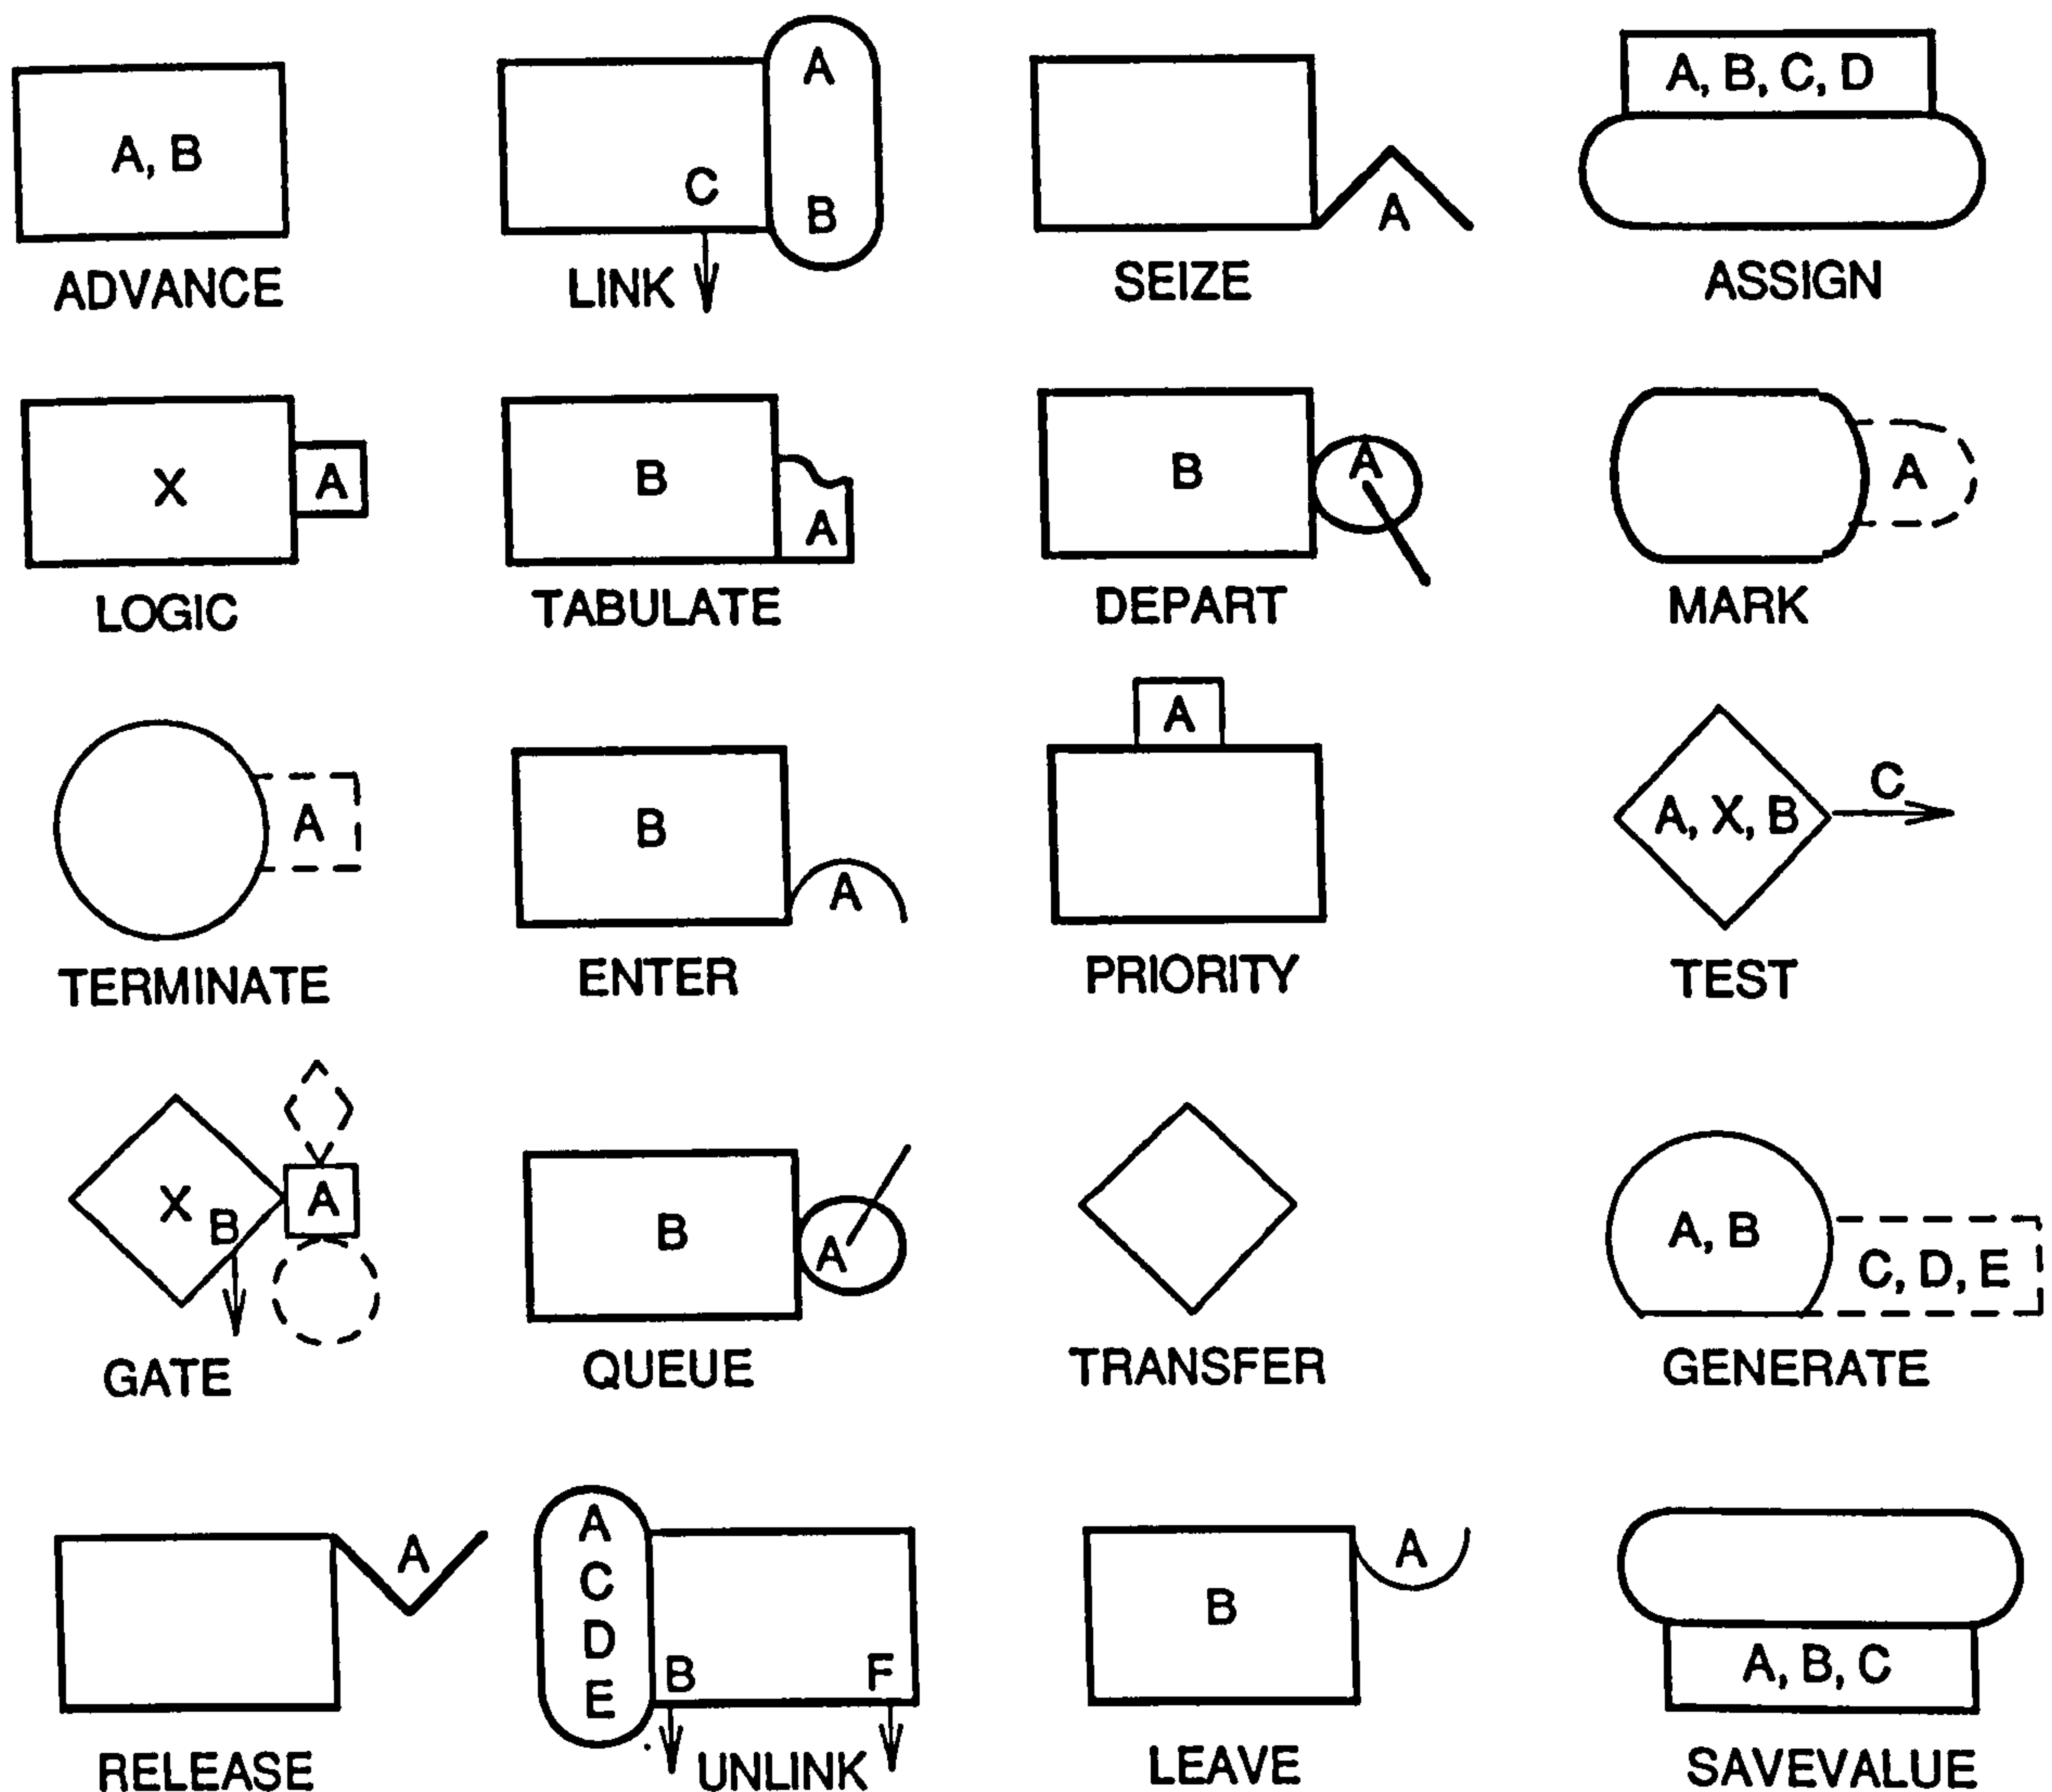 A, B
ADVANCE
A
C
B
LINK
A
SEIZE
A, B, C, D
ASSIGN
X
A
LOGIC
B
A
TABULATE
B
A
DEPART
A
MARK
A
TERMINATE
B
A
ENTER
A
PRIORITY
A, X, B
C
TEST
X
B
A
GATE
B
A
QUEUE
TRANSFER
A, B
C, D, E
GENERATE
A
RELEASE
A
C
D
E
B
F
UNLINK
B
A
LEAVE
A, B, C
SAVEVALUE